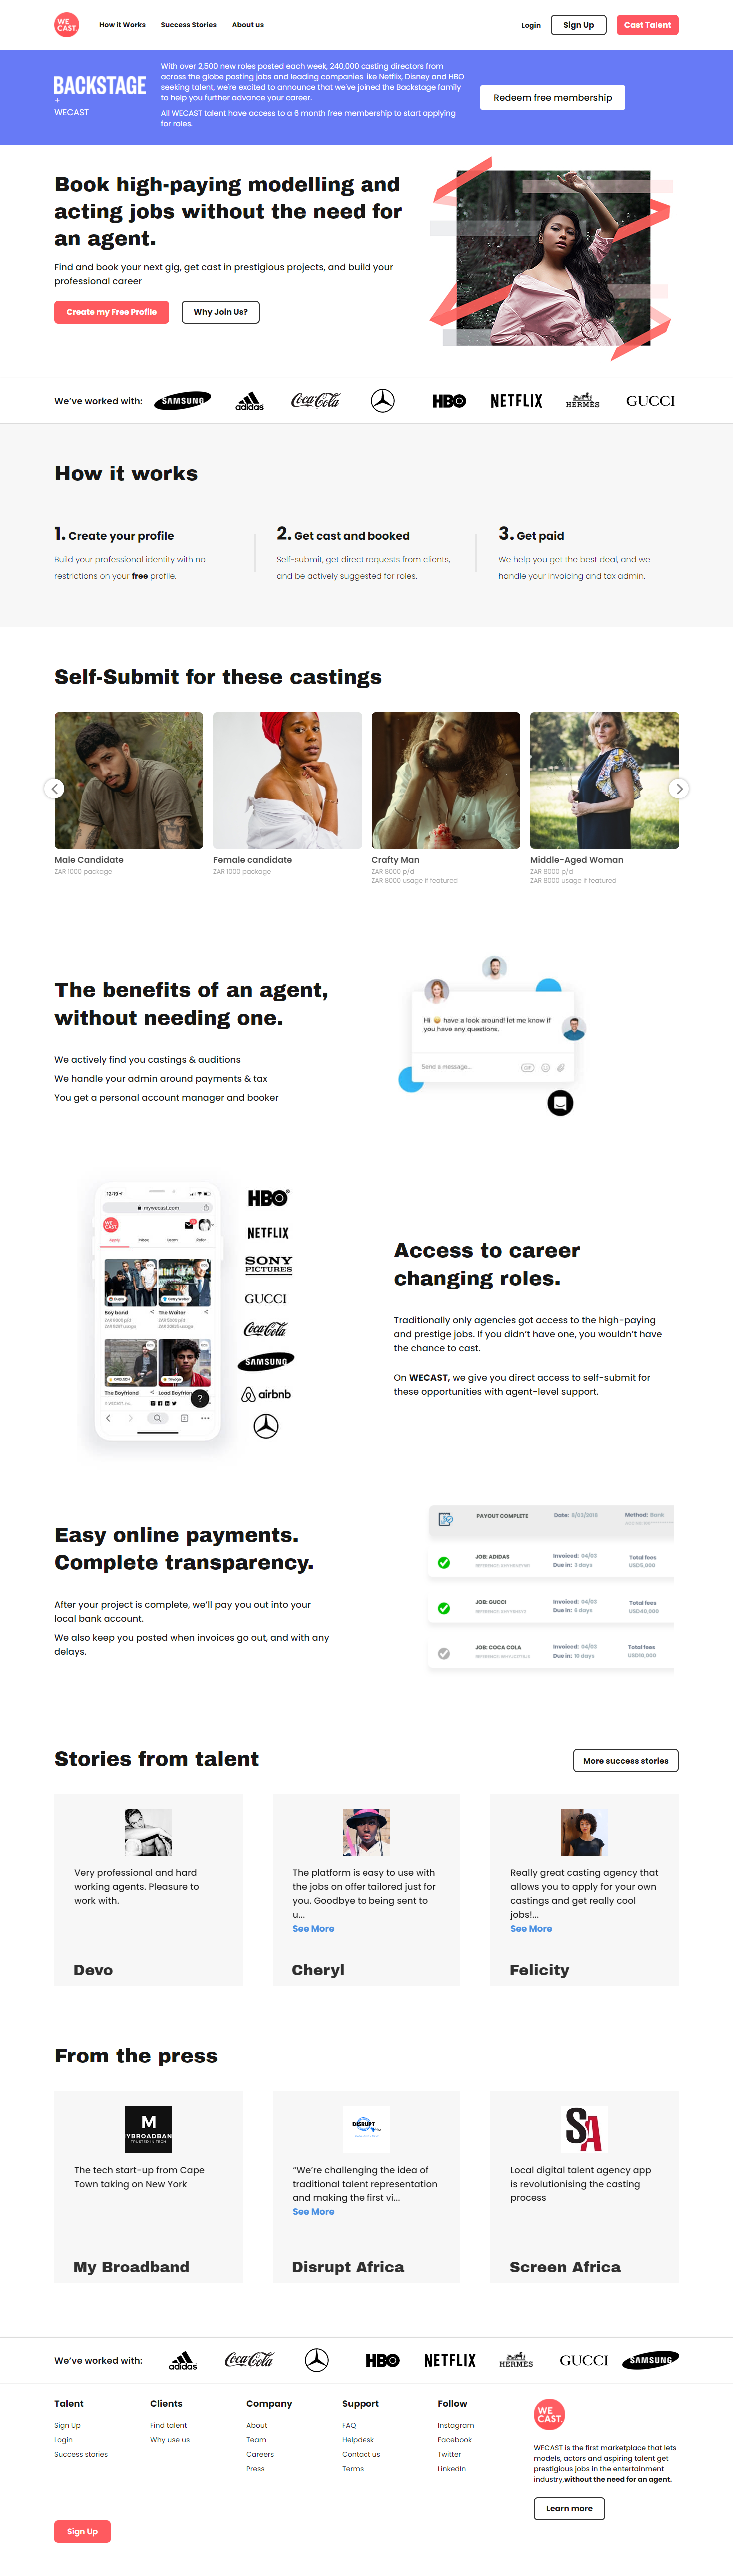 WE
CAST.
How it Works
Success Stories
About us
Login
Sign Up
Cast Talent
BACKSTAGE
+
WECAST
With over 2,500 new roles posted each week, 240,000 casting directors from
across the globe posting jobs and leading companies like Netflix, Disney and HBO
seeking talent, we're excited to announce that we've joined the Backstage family
to help you further advance your career.
All WECAST talent have access to a 6 month free membership to start applying
for roles.
Redeem free membership
Book high-paying modelling and
acting jobs without the need for
an agent.
Find and book your next gig, get cast in prestigious projects, and build your
professional career
Create my Free Profile
Why Join Us?
We've worked with:
SAMSUNG
adidas
Coca-Cola
HBO
NETFLIX
HERMÈS
GUCCI
How it works
1. Create your profile
Build your professional identity with no
restrictions on your free profile.
2. Get cast and booked
Self-submit, get direct requests from clients,
and be actively suggested for roles.
3. Get paid
We help you get the best deal, and we
handle your invoicing and tax admin.
Self-Submit for these castings
Male Candidate
ZAR 1000 package
Female candidate
ZAR 1000 package
Crafty Man
ZAR 8000 p/d
ZAR 8000 usage if featured
Middle-Aged Woman
ZAR 8000 p/d
ZAR 8000 usage if featured
The benefits of an agent,
without needing one.
We actively find you castings & auditions
We handle your admin around payments & tax
You get a personal account manager and booker
Hi 😀 have a look around! let me know if
you have any questions.
Send a message...
GIF
12:19
mywecast.com
WE
CAST.
Apply
Inbox
Learn
Refer
Boy band
ZAR 5000 p/d
The Waiter
The Boyfriend
Lead Boyfriend
?
HBO
NETFLIX
SONY
PICTURES
GUCCI
Coca-Cola
SAMSUNG
airbnb
Access to career
changing roles.
Traditionally only agencies got access to the high-paying
and prestige jobs. If you didn't have one, you wouldn't have
the chance to cast.
On WECAST, we give you direct access to self-submit for
these opportunities with agent-level support.
Easy online payments.
Complete transparency.
After your project is complete, we'll pay you out into your
local bank account.
We also keep you posted when invoices go out, and with any
delays.
PAYOUT COMPLETE
Date: 8/03/2018
Method: Bank
JOB: ADIDAS
Invoiced: 04/03
Due in: 3 days
Total fees
USD5,000
JOB: GUCCI
Invoiced: 04/03
Due in: 6 days
Total fees
USD40,000
JOB: COCA COLA
Invoiced: 04/03
Due in: 10 days
Total fees
USD10,000
Stories from talent
More success stories
Very professional and hard
working agents. Pleasure to
work with.
Devo
The platform is easy to use with
the jobs on offer tailored just for
you. Goodbye to being sent to
u...
See More
Cheryl
Really great casting agency that
allows you to apply for your own
castings and get really cool
jobs!...
See More
Felicity
From the press
M
YBROADBAN
TRUSTED IN TECH
The tech start-up from Cape
Town taking on New York
My Broadband
DISRUPT
"We're challenging the idea of
traditional talent representation
and making the first vi...
See More
Disrupt Africa
SA
Local digital talent agency app
is revolutionising the casting
process
Screen Africa
We've worked with:
adidas
Coca-Cola
HBO
NETFLIX
HERMÈS
GUCCI
SAMSUNG
Talent
Sign Up
Login
Success stories
Clients
Find talent
Why use us
Company
About
Team
Careers
Press
Support
FAQ
Helpdesk
Contact us
Terms
Follow
Instagram
Facebook
Twitter
LinkedIn
WE
CAST.
WECAST is the first marketplace that lets
models, actors and aspiring talent get
prestigious jobs in the entertainment
industry,without the need for an agent.
Learn more
Sign Up